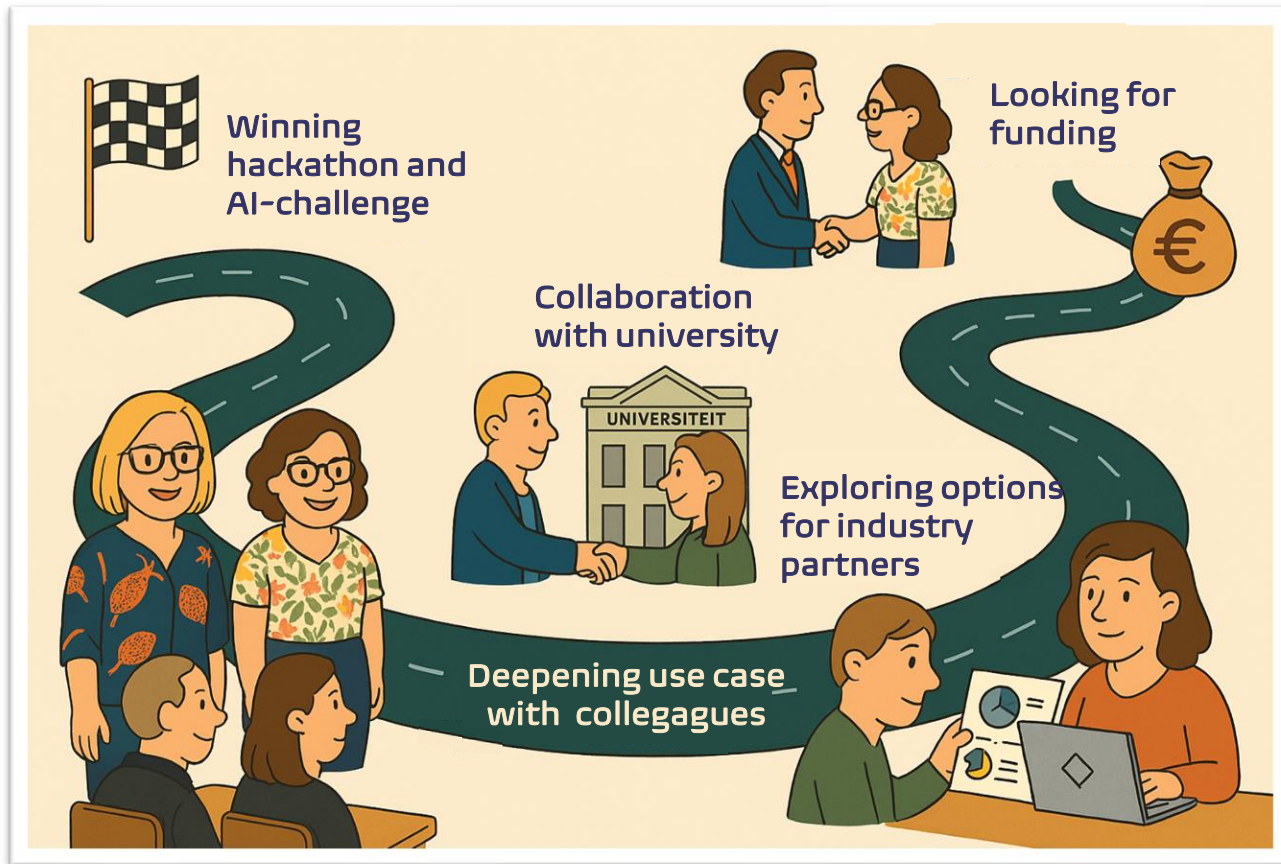 Winning
hackathon and
AI-challenge
Looking for
funding
€
Collaboration
with university
UNIVERSITEIT
Exploring options
for industry
partners
Deepening use case
with collegagues